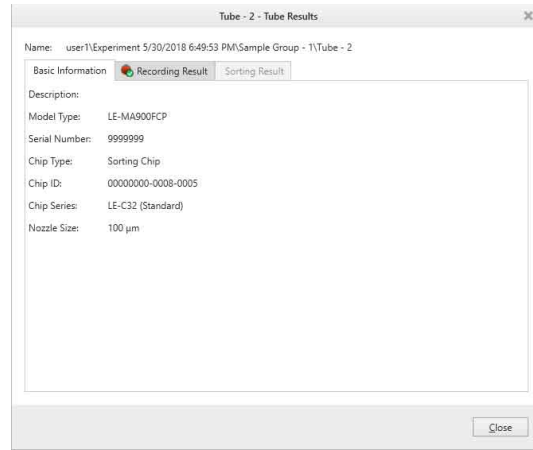 Tube - 2 - Tube Results
Name: user1\Experiment 5/30/2018 6:49:53 PM\Sample Group - 1\Tube - 2
Basic Information Recording Result Sorting Result
Description:
Model Type: LE-MA900FCP
Serial Number: 9999999
Chip Type: Sorting Chip
Chip ID: 00000000-0008-0005
Chip Series: LE-C32 (Standard)
Nozzle Size: 100 μm
Close